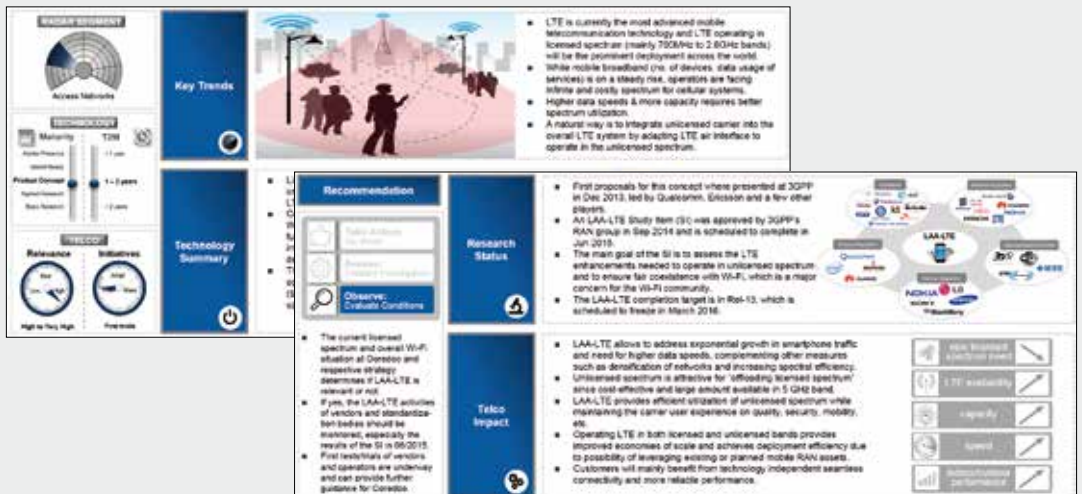 RADAR SEGMENT
Access Networks
Key Trends
LTE is currently the most advanced mobile
telecommunication technology and LTE operating in
licensed spectrum (mainly 700MHz to 2.6GHz bands)
will be the prominent deployment across the world.
While mobile broadband (no. of devices, data usage of
services) is on a steady rise, operators are facing
finite and costly spectrum for cellular systems.
Higher data speeds & more capacity requires better
spectrum utilization.
A natural way is to integrate unlicensed carrier into the
overall LTE system by adapting LTE air interface to
operate in the unlicensed spectrum.
Maturity
Product Concept
1 – 2 years
TELCO
Relevance
Initiatives
High to Very High
Technology
Summary
Recommendation
Observe:
Evaluate Conditions
The current licensed
spectrum and overall Wi-Fi
situation at Ooredoo and
respective strategy
determines if LAA-LTE is
relevant or not.
If yes, the LAA-LTE activities
of vendors and standardiza-
tion bodies should be
monitored, especially the
results of the SI in 06/2015.
First tests/trials of vendors
and operators are underway
and can provide further
guidance for Ooredoo.
Research
Status
First proposals for this concept where presented at 3GPP
in Dec 2013, led by Qualcomm, Ericsson and a few other
players.
An LAA-LTE Study Item (SI) was approved by 3GPP's
RAN group in Sep 2014 and is scheduled to complete in
Jun 2015.
The main goal of the SI is to assess the LTE
enhancements needed to operate in unlicensed spectrum
and to ensure fair coexistence with Wi-Fi, which is a major
concern for the Wi-Fi community.
The LAA-LTE completion target is in Rel-13, which is
scheduled to freeze in March 2016.
LAA-LTE
NOKIA
LG
SONY
BlackBerry
IEEE
Telco
Impact
LAA-LTE allows to address exponential growth in smartphone traffic
and need for higher data speeds, complementing other measures
such as densification of networks and increasing spectral efficiency.
Unlicensed spectrum is attractive for 'offloading licensed spectrum'
since cost-effective and large amount available in 5 GHz band.
LAA-LTE provides efficient utilization of unlicensed spectrum while
maintaining the carrier user experience on quality, security, mobility,
etc.
Operating LTE in both licensed and unlicensed bands provides
improved economies of scale and achieves deployment efficiency due
to possibility of leveraging existing or planned mobile RAN assets.
Customers will mainly benefit from technology independent seamless
connectivity and more reliable performance.
LTE availability
capacity
speed
performance